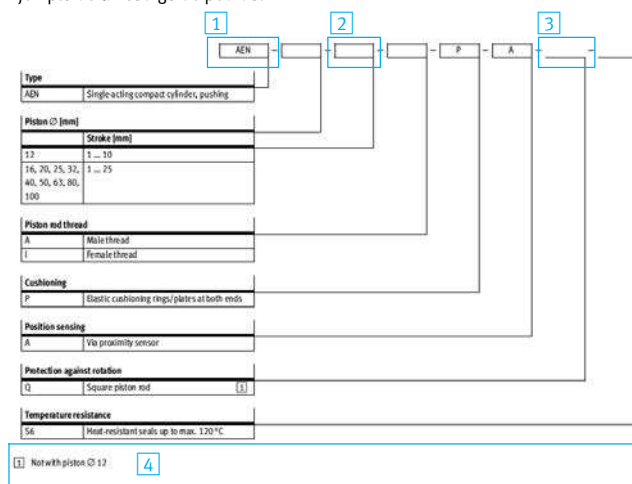 1 2 3
AEN – – – – P – A – –
Type
AEN Single-acting compact cylinder, pushing
Piston ∅ [mm]
Stroke [mm]
12 1 ... 10
16, 20, 25, 32, 1 ... 25
40, 50, 63, 80,
100
Piston rod thread
A Male thread
I Female thread
Cushioning
P Elastic cushioning rings/plates at both ends
Position sensing
A Via proximity sensor
Protection against rotation
Q Square piston rod 1
Temperature resistance
S6 Heat-resistant seals up to max. 120 °C
1 Not with piston ∅ 12 4